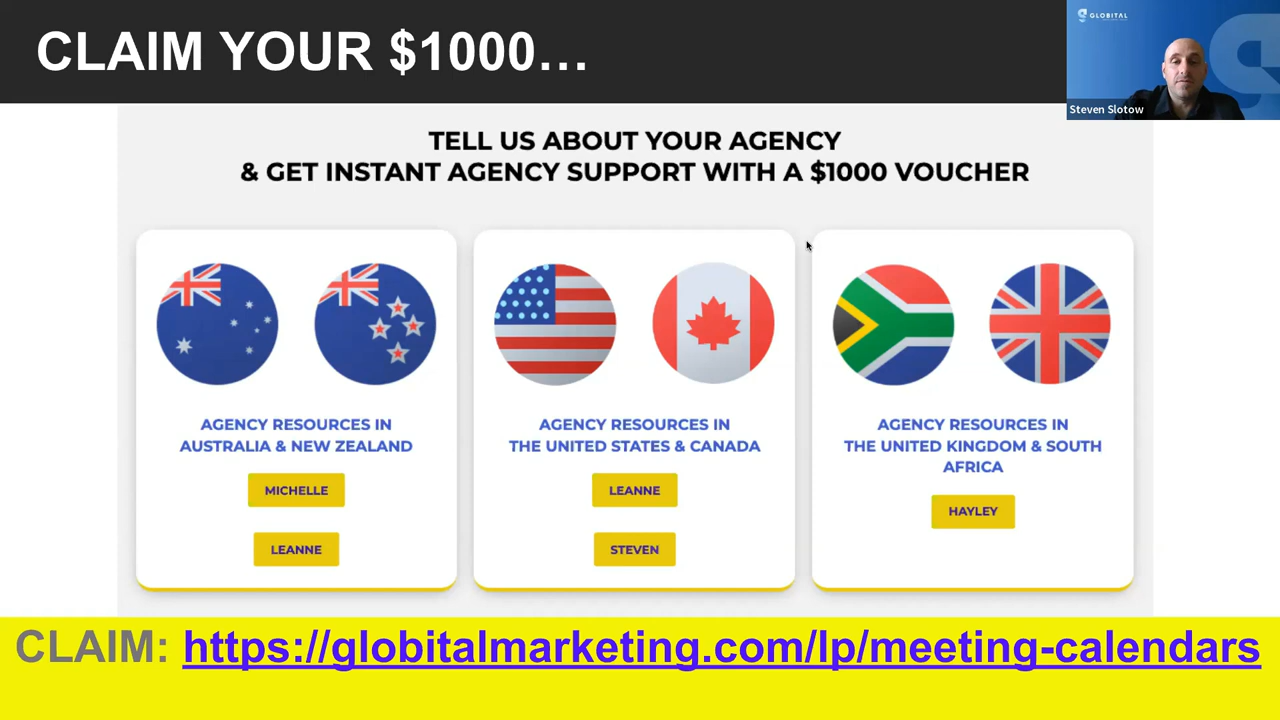 CLAIM YOUR $1000…
GLOBITAL
Steven Slotow
TELL US ABOUT YOUR AGENCY
& GET INSTANT AGENCY SUPPORT WITH A $1000 VOUCHER
AGENCY RESOURCES IN
AUSTRALIA & NEW ZEALAND
MICHELLE
LEANNE
AGENCY RESOURCES IN
THE UNITED STATES & CANADA
LEANNE
STEVEN
AGENCY RESOURCES IN
THE UNITED KINGDOM & SOUTH
AFRICA
HAYLEY
CLAIM: https://globitalmarketing.com/lp/meeting-calendars